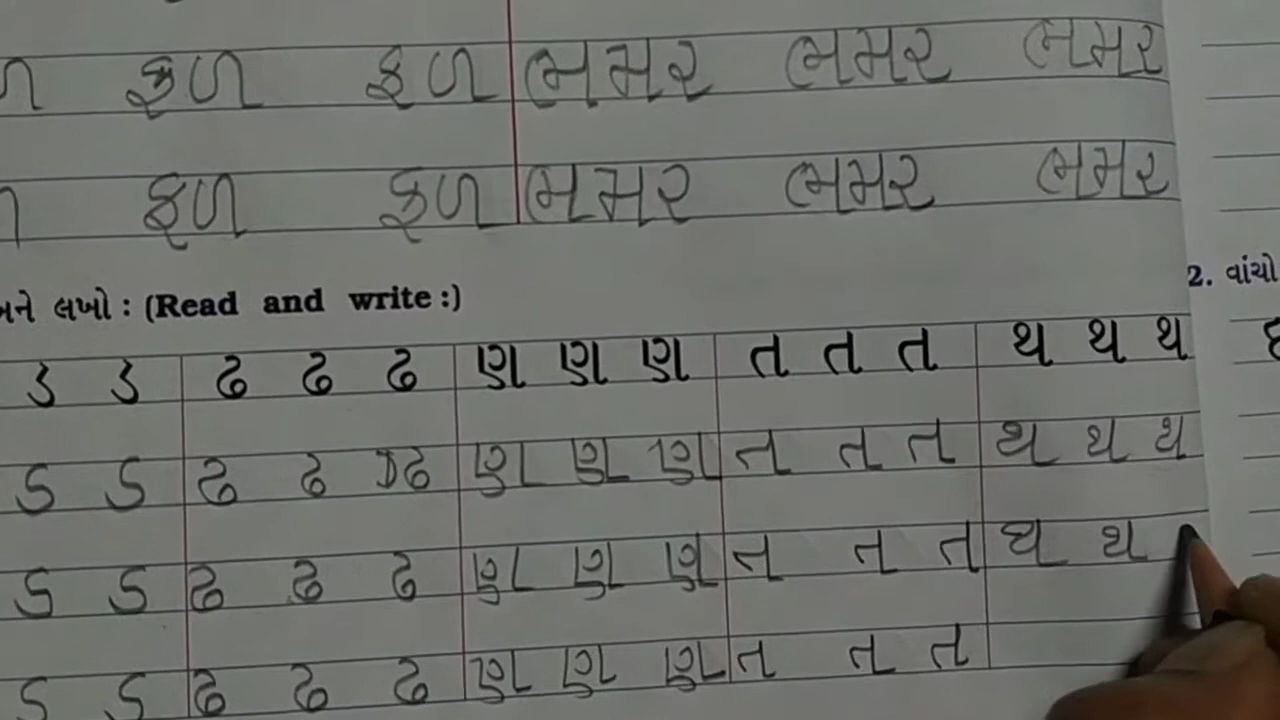 ફળ ફળ ભમર ભમર ભમર
ફળ ફળ ભમર ભમર ભમર
અને લખો : (Read and write :)
2. વાંચો
ડ ડ ઢ ઢ ઢ ણ ણ ણ ત ત ત થ થ થ
ડ ડ ઢ ઢ ઢ ણ ણ ણ ત ત ત થ થ થ
ડ ડ ઢ ઢ ઢ ણ ણ ણ ત ત ત થ થ
ડ ડ ઢ ઢ ઢ ણ ણ ણ ત ત ત